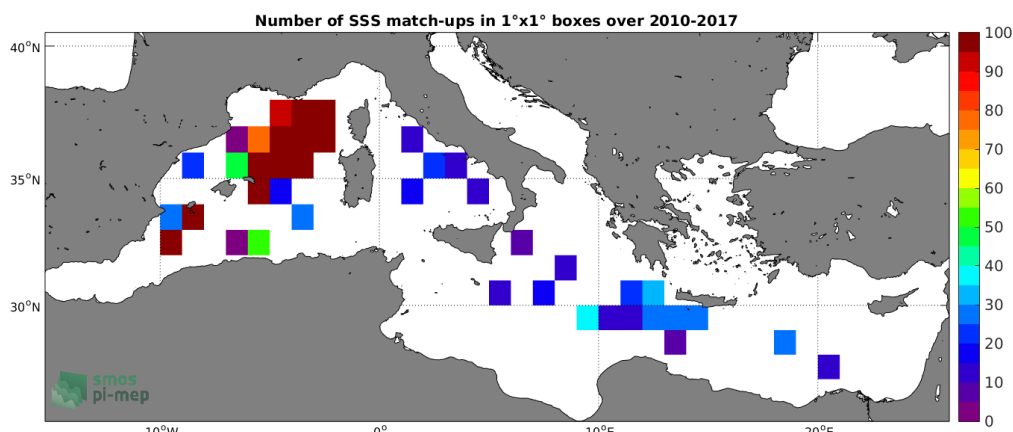 Number of SSS match-ups in 1°x1° boxes over 2010-2017
40°N
35°N
30°N
10°W
0°
10°E
20°E
100
90
80
70
60
50
40
30
20
10
0
smos
pi-mep